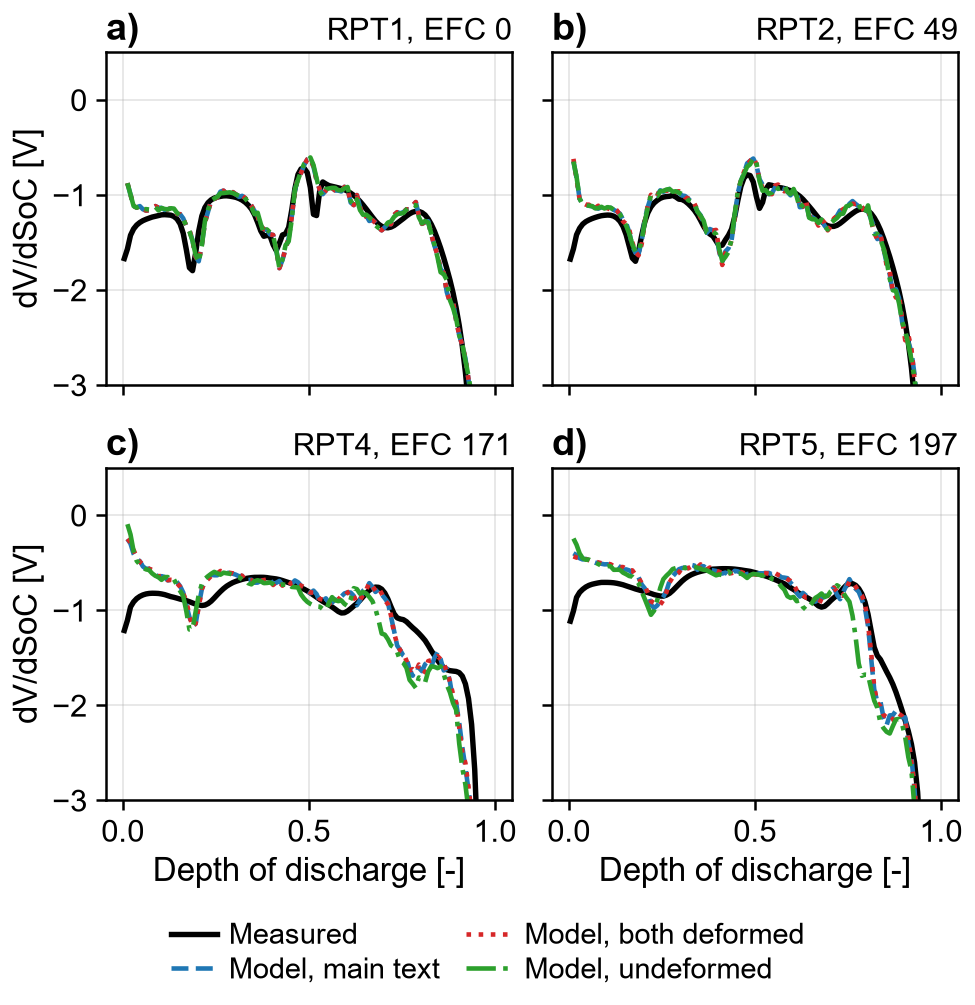 a) RPT1, EFC 0
b) RPT2, EFC 49
dV/dSoC [V]
0
−1
−2
−3
c) RPT4, EFC 171
d) RPT5, EFC 197
dV/dSoC [V]
0
−1
−2
−3
0.0 0.5 1.0
0.0 0.5 1.0
Depth of discharge [-]
Depth of discharge [-]
Measured
Model, main text
Model, both deformed
Model, undeformed